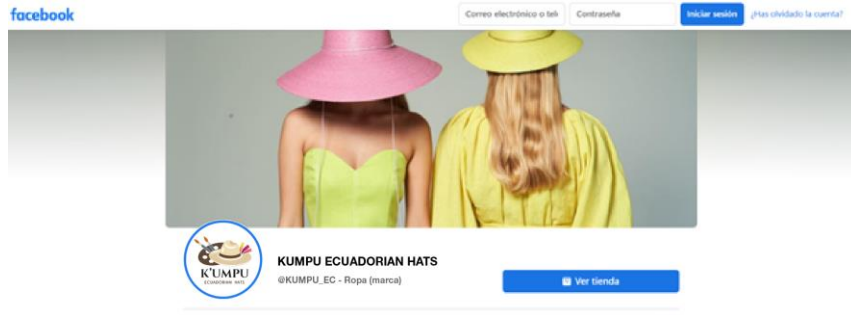 facebook
Correo electrónico o telé
Contraseña
Iniciar sesión
¿Has olvidado la cuenta?
K'UMPU
ECUADORIAN HATS
KUMPU ECUADORIAN HATS
@KUMPU_EC - Ropa (marca)
Ver tienda